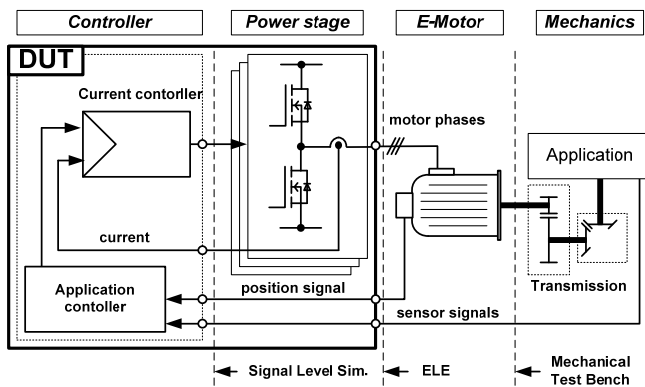 Controller
Power stage
E-Motor
Mechanics
DUT
Current contorller
motor phases
Application
current
Transmission
Application
contoller
position signal
sensor signals
Signal Level Sim.
ELE
Mechanical
Test Bench